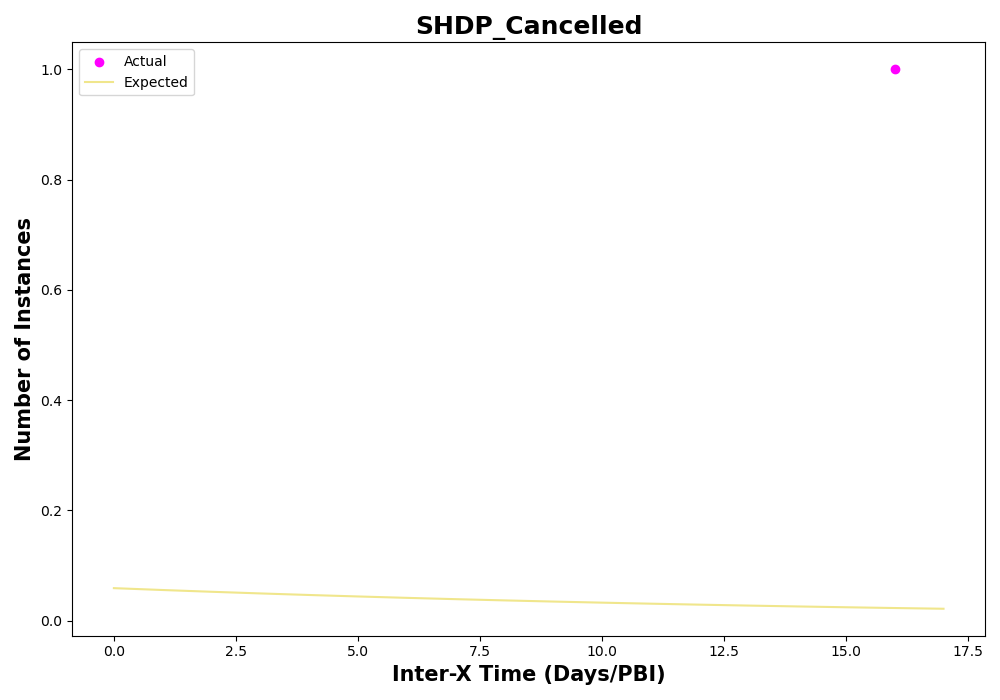 SHDP_Cancelled
Actual
Expected
1.0
0.8
0.6
0.4
0.2
0.0
Number of Instances
0.0 2.5 5.0 7.5 10.0 12.5 15.0 17.5
Inter-X Time (Days/PBI)